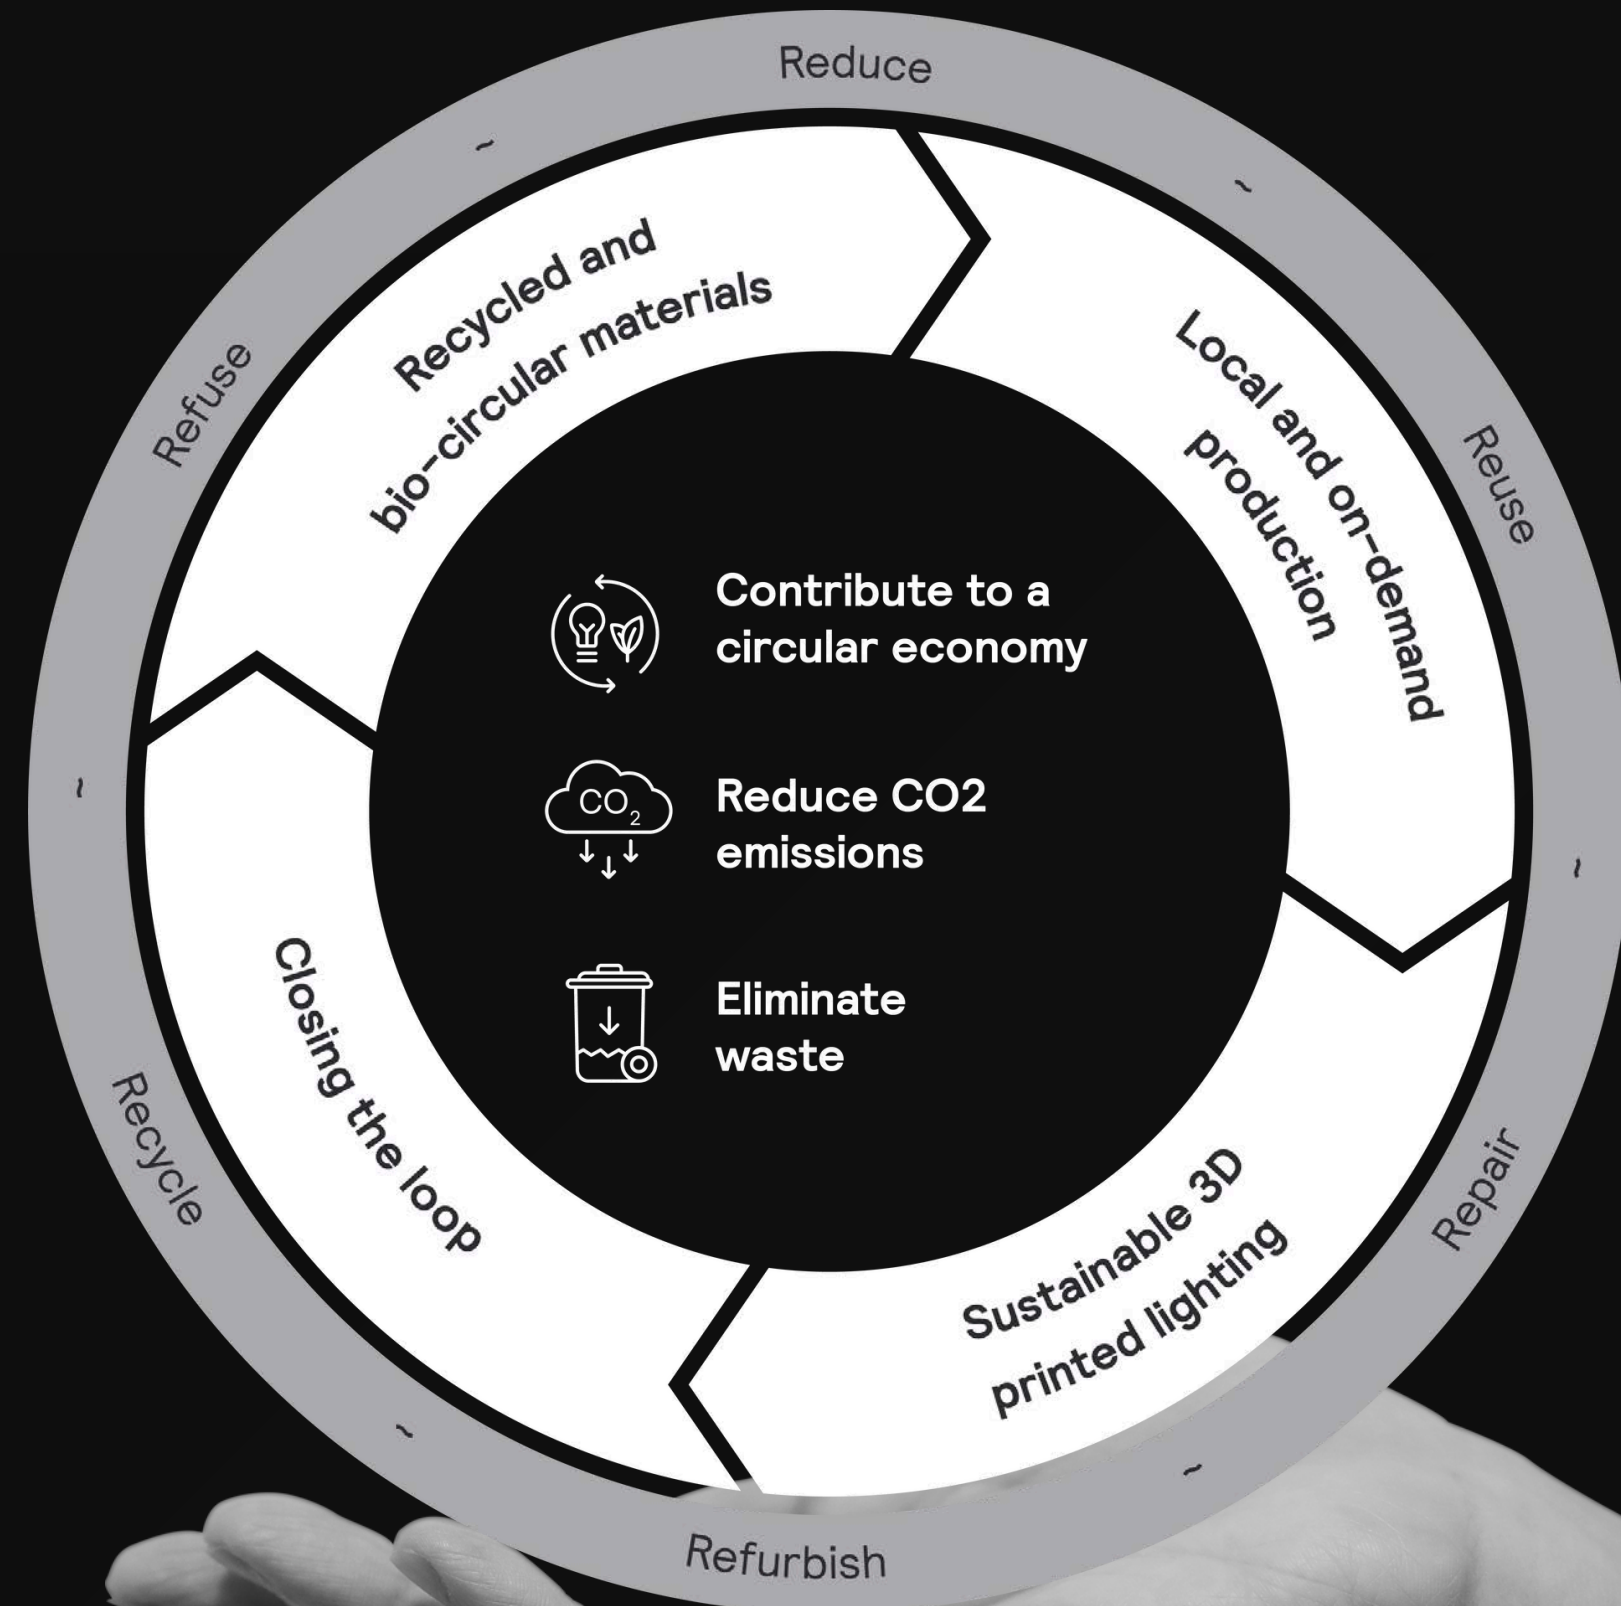 Reduce
~
Reuse
~
Repair
~
Refurbish
~
Recycle
~
Refuse
~
Recycled and
bio-circular materials
Local and on-demand
production
Sustainable 3D
printed lighting
Closing the loop
Contribute to a
circular economy
CO2
Reduce CO2
emissions
Eliminate
waste